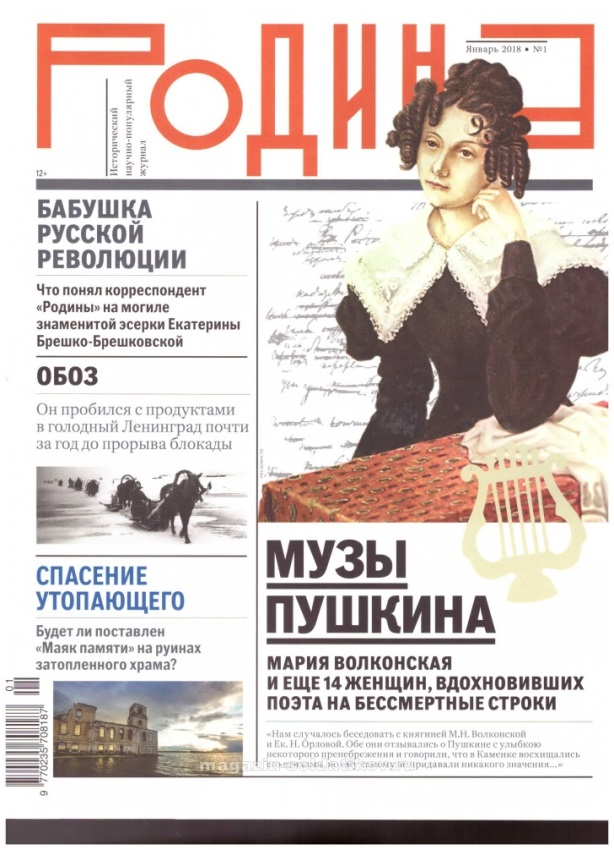 РОДИНА
Январь 2018 • №1
Исторический
научно-популярный
журнал
12+
БАБУШКА
РУССКОЙ
РЕВОЛЮЦИИ
Что понял корреспондент
«Родины» на могиле
знаменитой эсерки Екатерины
Брешко-Брешковской
ОБОЗ
Он пробился с продуктами
в голодный Ленинград почти
за год до прорыва блокады
СПАСЕНИЕ
УТОПАЮЩЕГО
Будет ли поставлен
«Маяк памяти» на руинах
затопленного храма?
МУЗЫ
ПУШКИНА
МАРИЯ ВОЛКОНСКАЯ
И ЕЩЕ 14 ЖЕНЩИН, ВДОХНОВИВШИХ
ПОЭТА НА БЕССМЕРТНЫЕ СТРОКИ
«Нам случалось беседовать с княгиней М.Н. Волконской
и Ек. Н. Орловой. Обе они отзывались о Пушкине с улыбкою
некоторого пренебрежения и говорили, что в Каменке восхищались
его стихами, но ему самому не придавали никакого значения...»
01
9 770235 708187